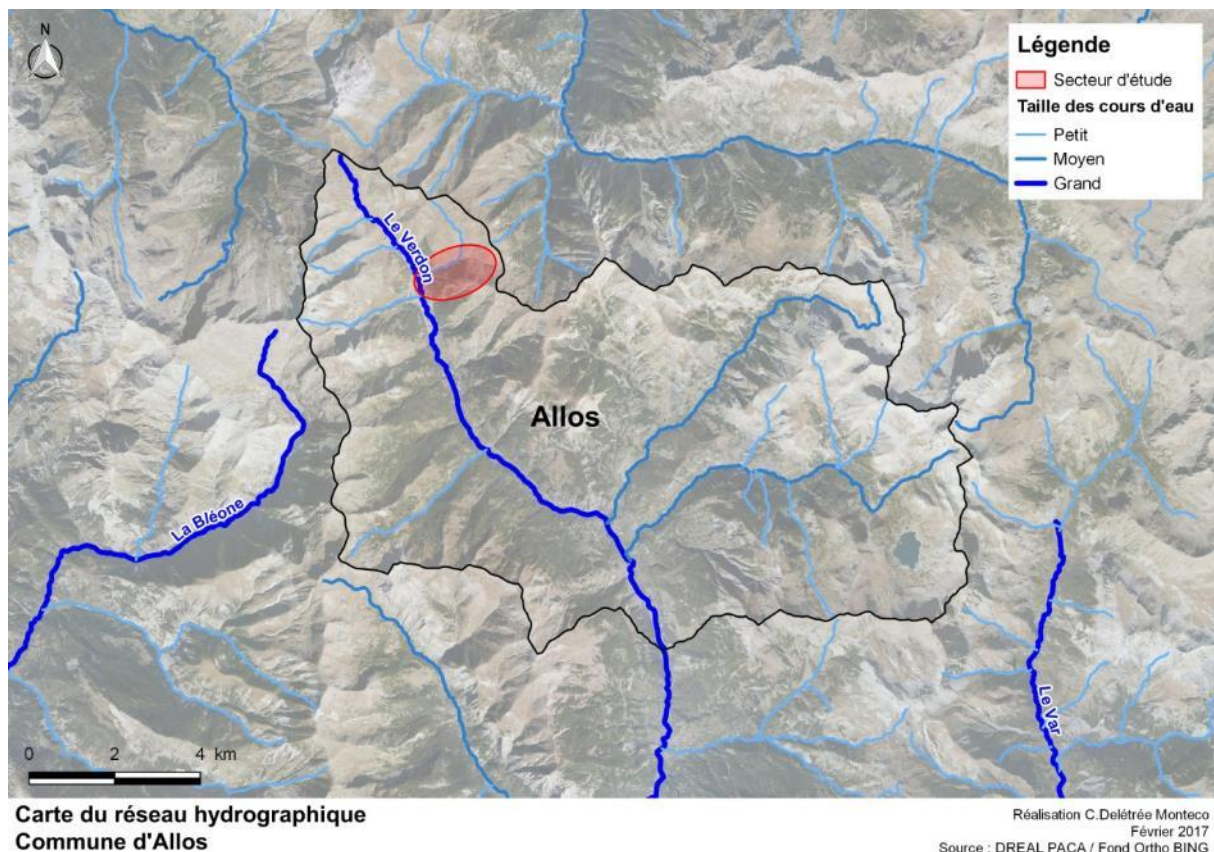 N
Légende
Secteur d'étude
Taille des cours d'eau
Petit
Moyen
Grand
Le Verdon
Allos
La Bléone
Le Var
0 2 4 km
Carte du réseau hydrographique
Commune d'Allos
Réalisation C.Delétrée Monteco
Février 2017
Source : DREAL PACA / Fond Ortho BING